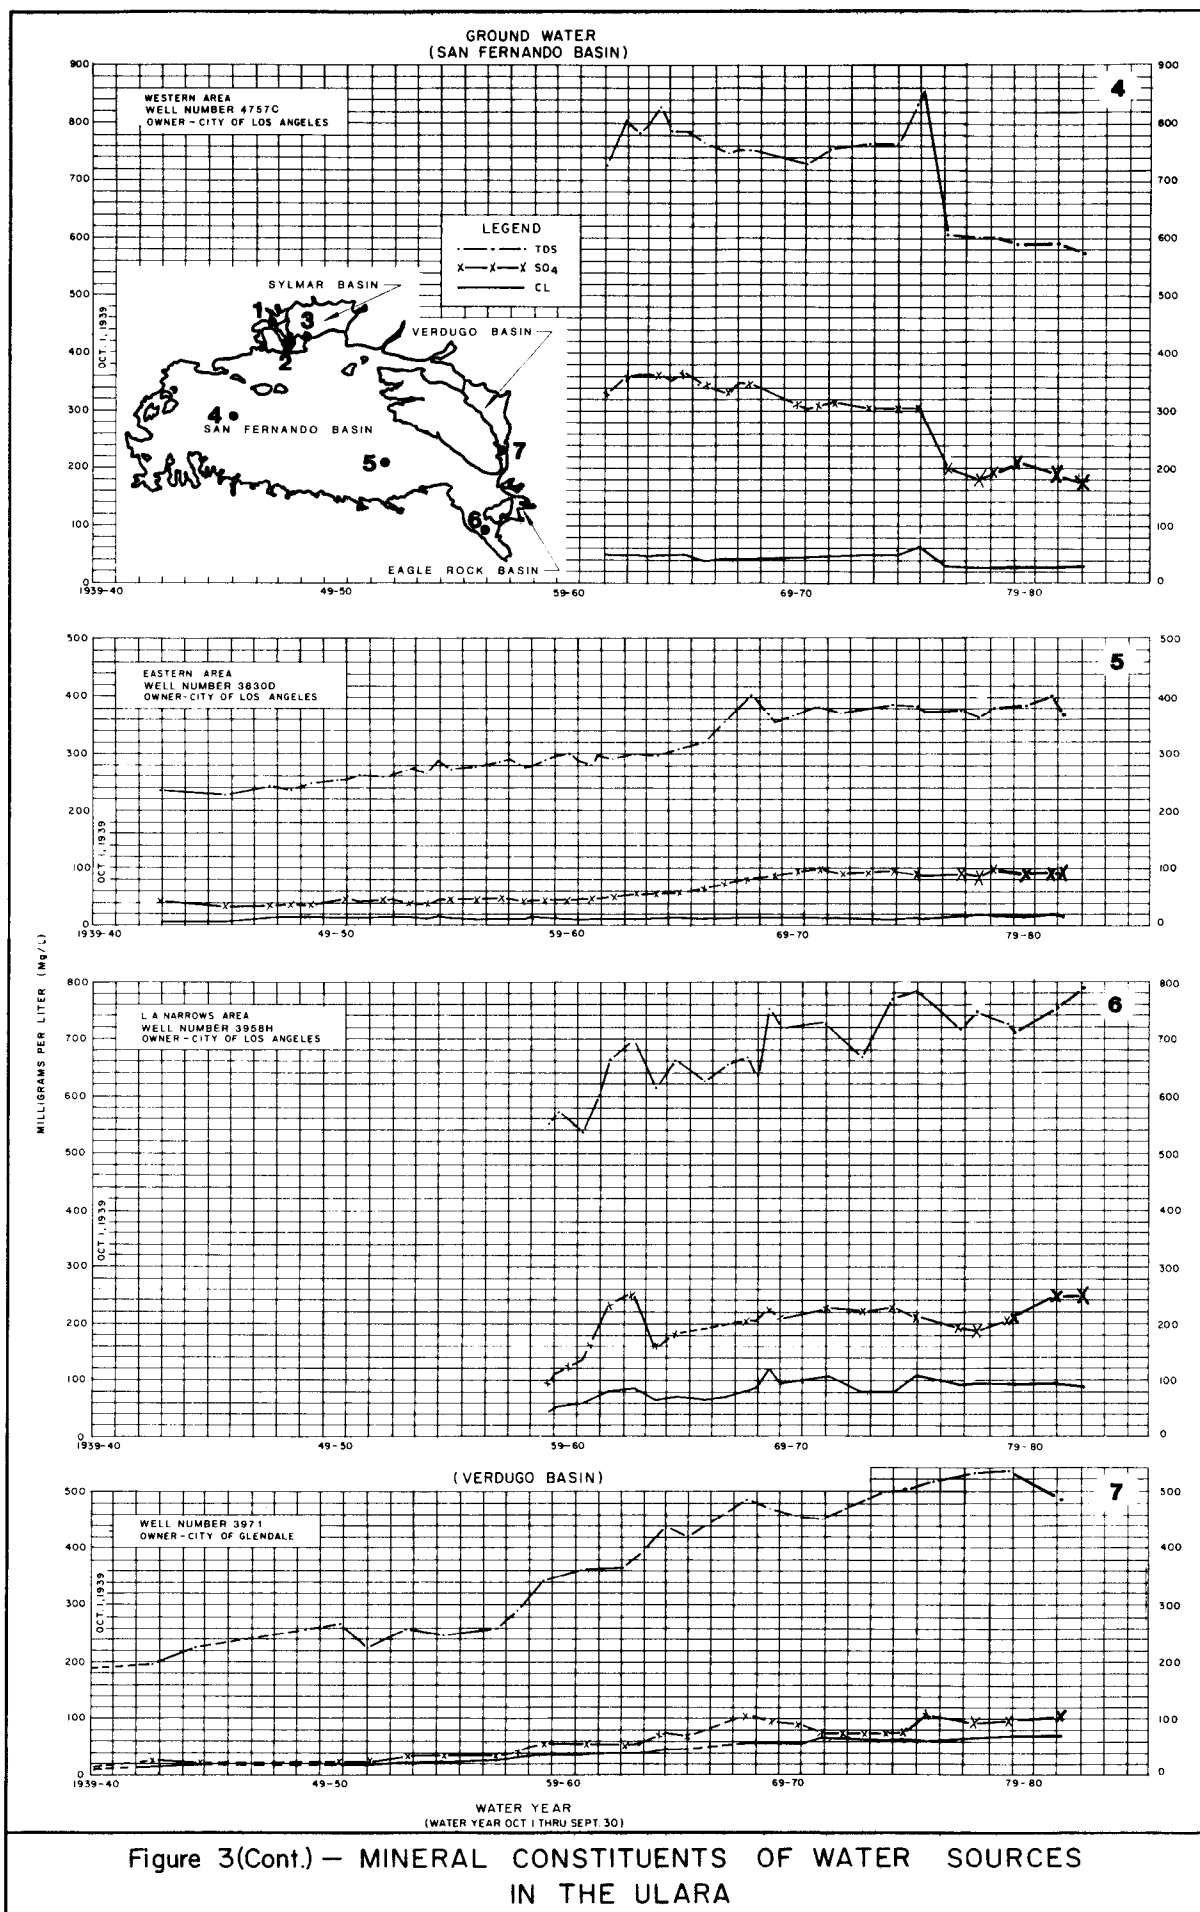 GROUND WATER
(SAN FERNANDO BASIN)
900
800
700
600
500
400
300
200
100
0
900
800
700
600
500
400
300
200
100
0
4
WESTERN AREA
WELL NUMBER 4757C
OWNER-CITY OF LOS ANGELES
LEGEND
TDS
SO4
CL
OCT. 1, 1939
SYLMAR BASIN
VERDUGO BASIN
SAN FERNANDO BASIN
EAGLE ROCK BASIN
1
2
3
4
5
6
7
1939-40 49-50 59-60 69-70 79-80
500
400
300
200
100
0
500
400
300
200
100
0
5
EASTERN AREA
WELL NUMBER 3830D
OWNER-CITY OF LOS ANGELES
OCT 1, 1939
1939-40 49-50 59-60 69-70 79-80
MILLIGRAMS PER LITER (Mg/L)
800
700
600
500
400
300
200
100
0
800
700
600
500
400
300
200
100
0
6
L A NARROWS AREA
WELL NUMBER 3958H
OWNER-CITY OF LOS ANGELES
OCT 1, 1939
1939-40 49-50 59-60 69-70 79-80
(VERDUGO BASIN)
500
400
300
200
100
0
500
400
300
200
100
0
7
WELL NUMBER 3971
OWNER-CITY OF GLENDALE
OCT. 1, 1939
1939-40 49-50 59-60 69-70 79-80
WATER YEAR
(WATER YEAR OCT 1 THRU SEPT. 30)
Figure 3(Cont.) — MINERAL CONSTITUENTS OF WATER SOURCES
IN THE ULARA